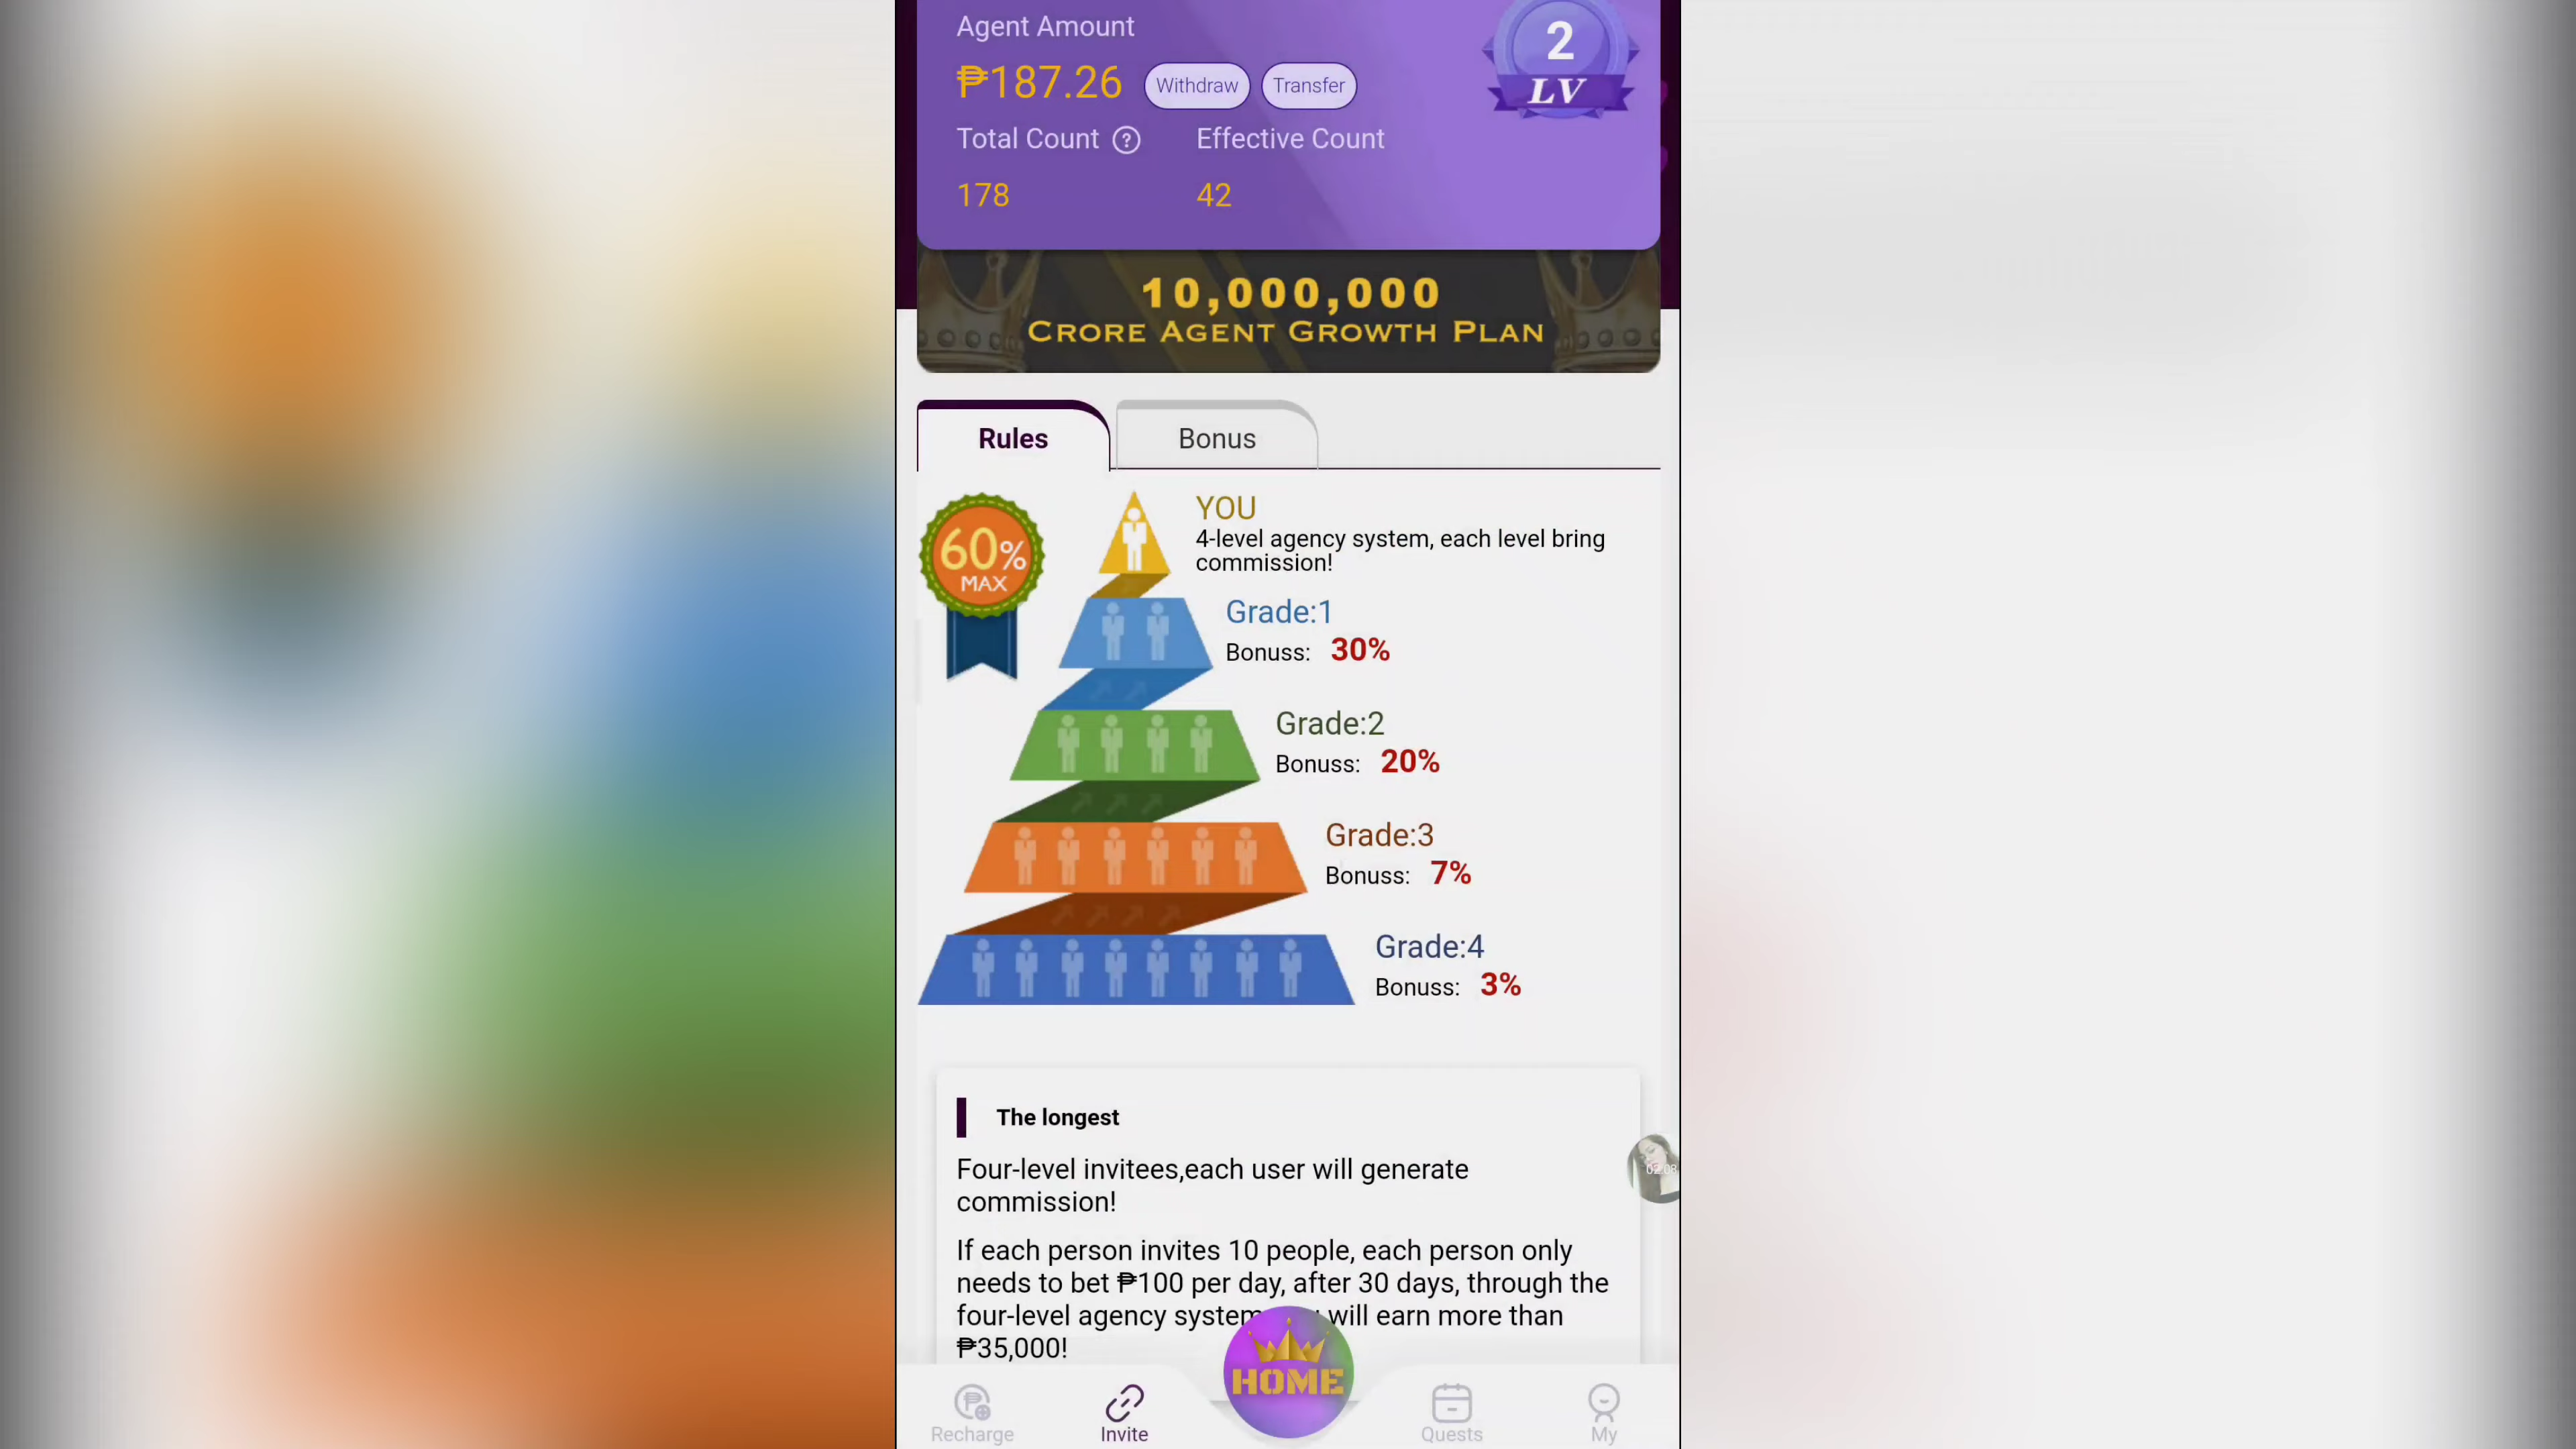 Agent Amount
₱187.26 Withdraw Transfer
2
LV
Total Count ? Effective Count
178 42
10,000,000
CRORE AGENT GROWTH PLAN
Rules Bonus
60%
MAX
YOU
4-level agency system, each level bring
commission!
Grade:1
Bonuss: 30%
Grade:2
Bonuss: 20%
Grade:3
Bonuss: 7%
Grade:4
Bonuss: 3%
The longest
Four-level invitees,each user will generate
commission!
If each person invites 10 people, each person only
needs to bet ₱100 per day, after 30 days, through the
four-level agency system will earn more than
₱35,000!
HOME
Recharge Invite Quests My